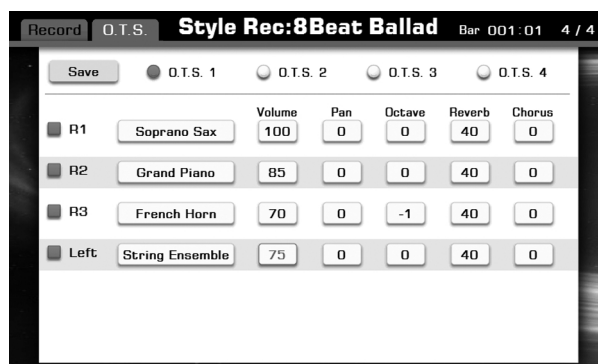 Record O.T.S. Style Rec:8Beat Ballad Bar 001:01 4/4
Save O.T.S. 1 O.T.S. 2 O.T.S. 3 O.T.S. 4
Volume Pan Octave Reverb Chorus
R1 Soprano Sax 100 0 0 40 0
R2 Grand Piano 85 0 0 40 0
R3 French Horn 70 0 -1 40 0
Left String Ensemble 75 0 0 40 0